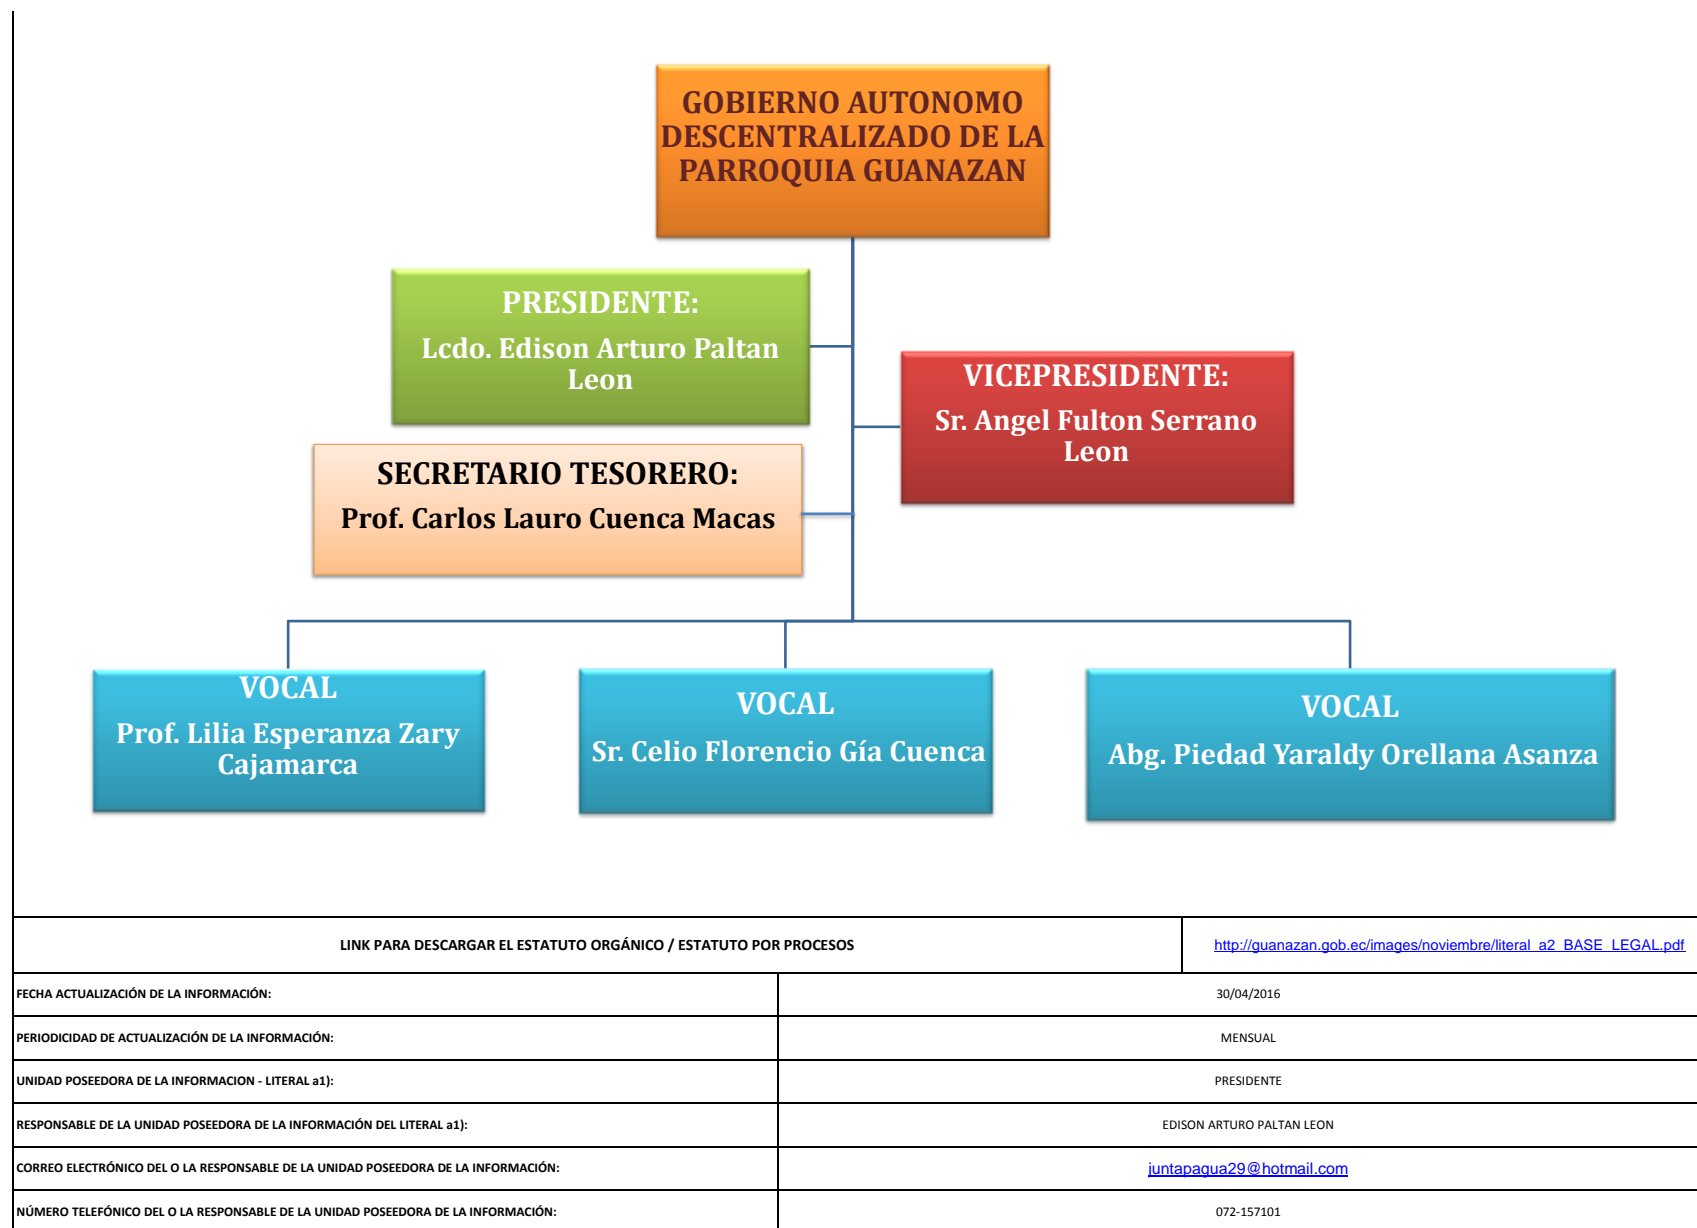 GOBIERNO AUTONOMO
DESCENTRALIZADO DE LA
PARROQUIA GUANAZAN
PRESIDENTE:
Lcdo. Edison Arturo Paltan
Leon
VICEPRESIDENTE:
Sr. Angel Fulton Serrano
Leon
SECRETARIO TESORERO:
Prof. Carlos Lauro Cuenca Macas
VOCAL
Prof. Lilia Esperanza Zary
Cajamarca
VOCAL
Sr. Celio Florencio Gía Cuenca
VOCAL
Abg. Piedad Yaraldy Orellana Asanza
LINK PARA DESCARGAR EL ESTATUTO ORGÁNICO / ESTATUTO POR PROCESOS
http://guanazan.gob.ec/images/noviembre/literal_a2_BASE_LEGAL.pdf
FECHA ACTUALIZACIÓN DE LA INFORMACIÓN:
30/04/2016
PERIODICIDAD DE ACTUALIZACIÓN DE LA INFORMACIÓN:
MENSUAL
UNIDAD POSEEDORA DE LA INFORMACION - LITERAL a1):
PRESIDENTE
RESPONSABLE DE LA UNIDAD POSEEDORA DE LA INFORMACIÓN DEL LITERAL a1):
EDISON ARTURO PALTAN LEON
CORREO ELECTRÓNICO DEL O LA RESPONSABLE DE LA UNIDAD POSEEDORA DE LA INFORMACIÓN:
juntapagua29@hotmail.com
NÚMERO TELEFÓNICO DEL O LA RESPONSABLE DE LA UNIDAD POSEEDORA DE LA INFORMACIÓN:
072-157101